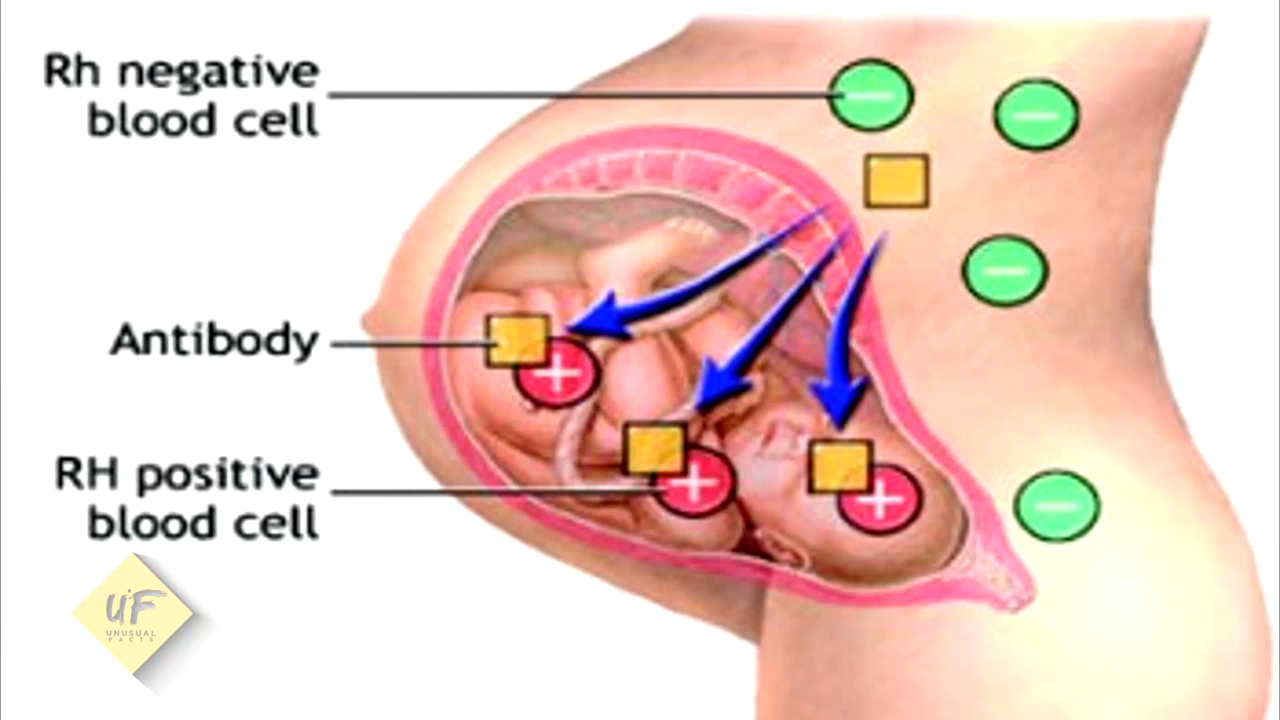 Rh negative
blood cell
Antibody
RH positive
blood cell
UF
UNUSUAL
FACTS